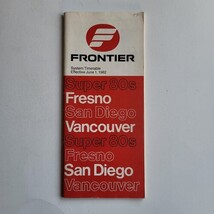 FRONTIER
System Timetable
Effective June 1, 1982
Super 80s
Fresno
San Diego
Vancouver
Super 80s
Fresno
San Diego
Vancouver